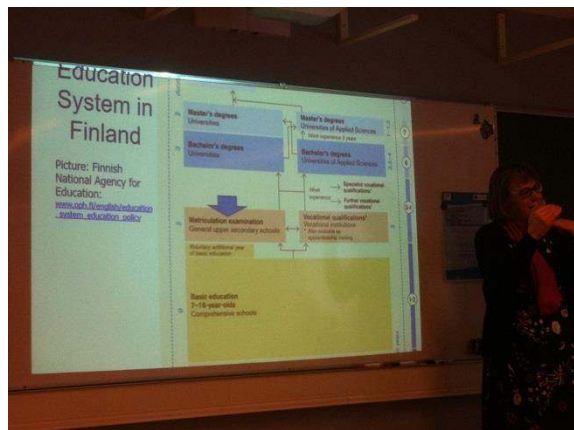 Education
System in
Finland
Picture: Finnish
National Agency for
Education:
www.oph.fi/english/education
_system_education_policy
Master's degrees
Universities
Master's degrees
Universities of Applied Sciences
Work experience 3 years
Bachelor's degrees
Universities
Bachelor's degrees
Universities of Applied Sciences
Work
experience
Specialist vocational
qualifications*
Further vocational
qualifications*
Matriculation examination
General upper secondary schools
Vocational qualifications*
Vocational institutions
* Also available as
apprenticeship training
Voluntary additional year
of basic education
Basic education
7–16-year-olds
Comprehensive schools